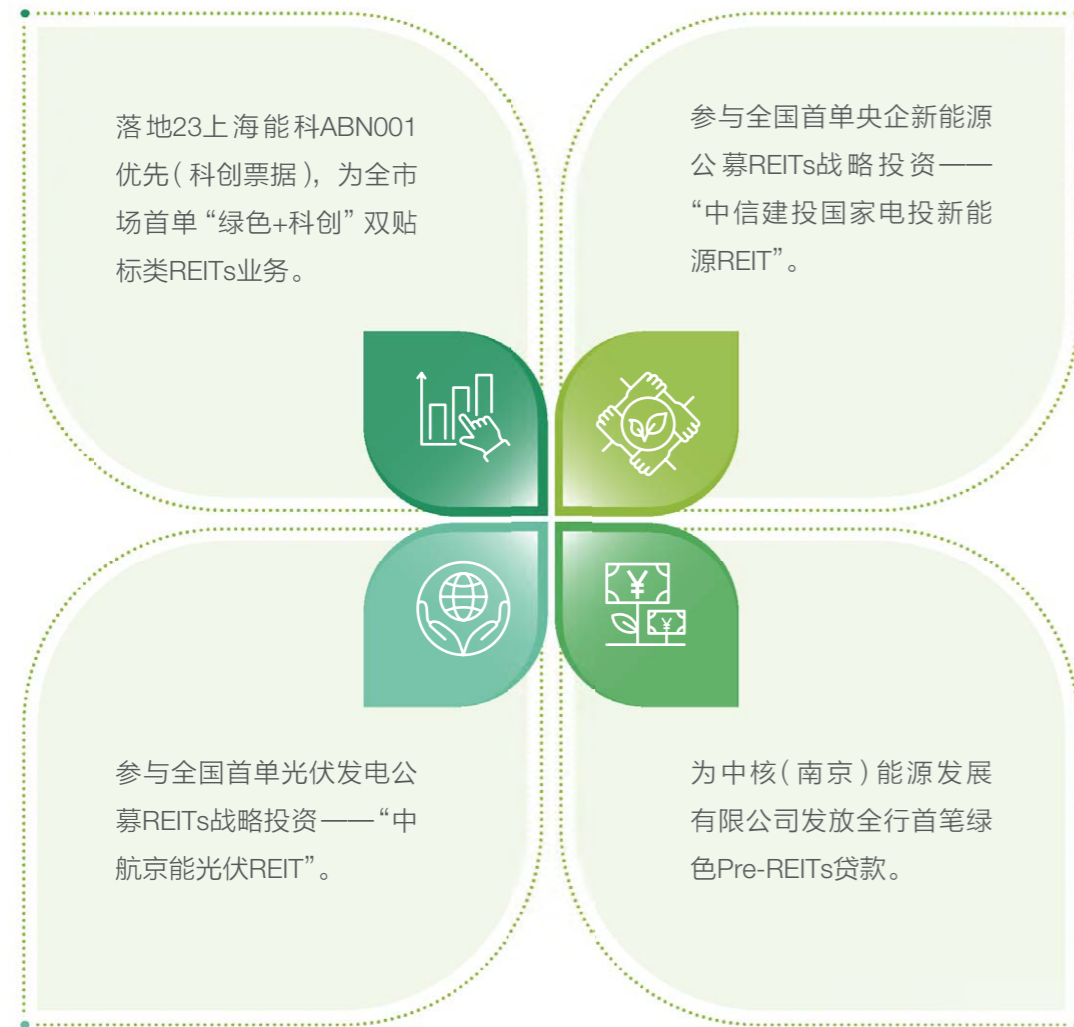 落地23上海能科ABN001
优先（科创票据），为全市
场首单“绿色+科创”双贴
标类REITs业务。
参与全国首单央企新能源
公募REITs战略投资——
“中信建投国家电投新能
源REIT”。
参与全国首单光伏发电公
募REITs战略投资——“中
航京能光伏REIT”。
为中核（南京）能源发展
有限公司发放全行首笔绿
色Pre-REITs贷款。
¥
¥